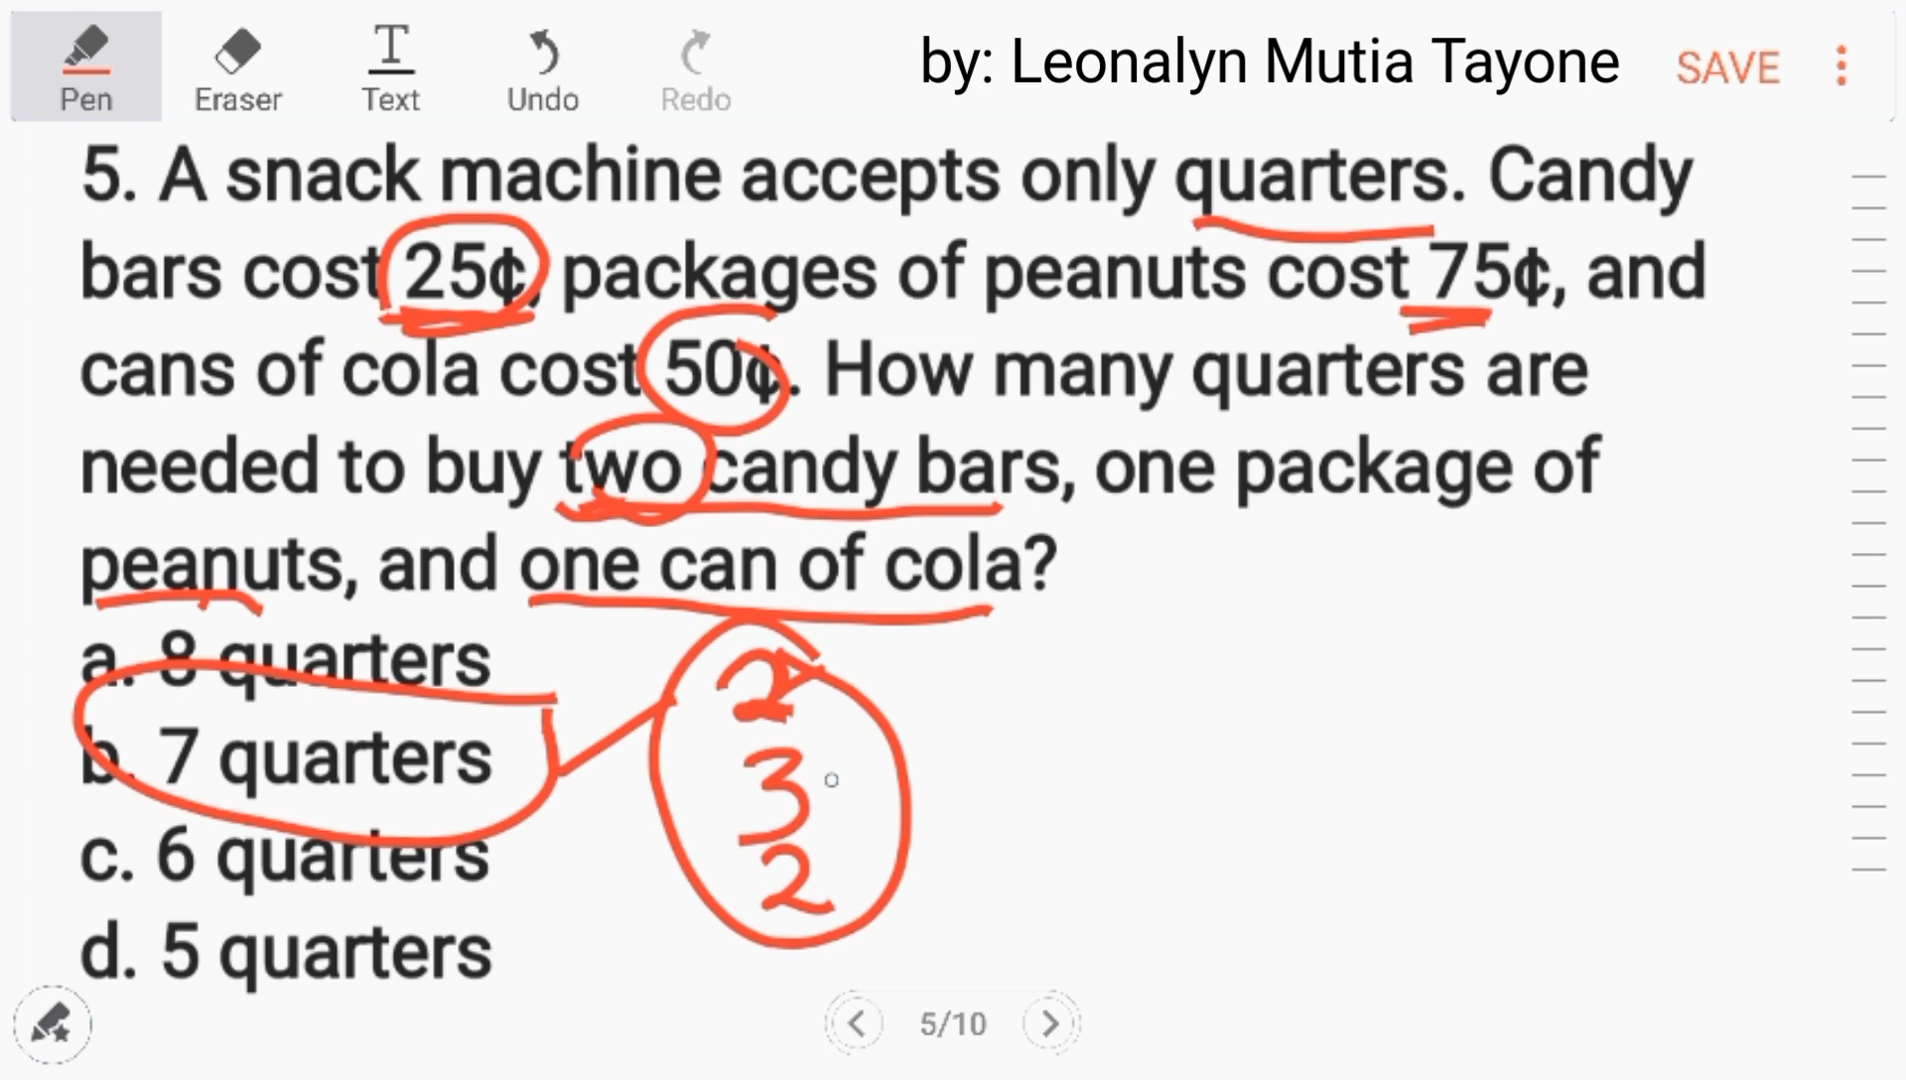 Pen
Eraser
Text
Undo
Redo
by: Leonalyn Mutia Tayone
SAVE
5. A snack machine accepts only quarters. Candy
bars cost 25¢, packages of peanuts cost 75¢, and
cans of cola cost 50¢. How many quarters are
needed to buy two candy bars, one package of
peanuts, and one can of cola?
a. 8 quarters
b. 7 quarters
c. 6 quarters
d. 5 quarters
2
3
2
5/10